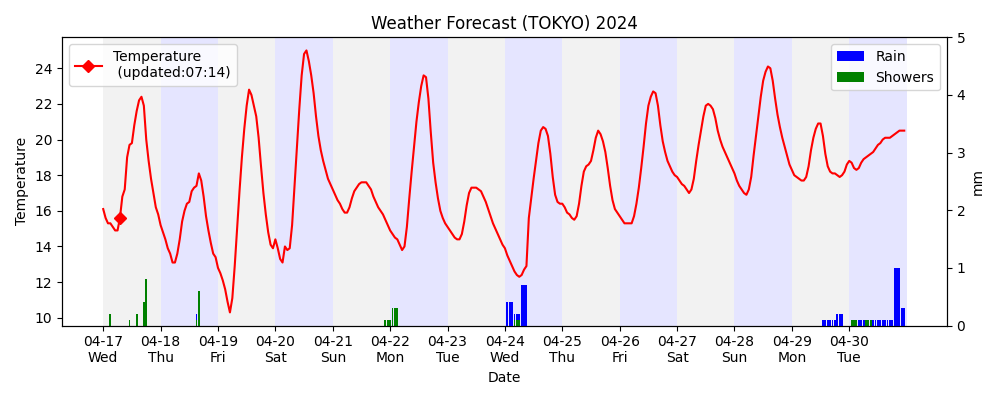 Weather Forecast (TOKYO) 2024
Temperature
(updated:07:14)
Rain
Showers
Temperature
24
22
20
18
16
14
12
10
5
4
3
2
1
0
mm
04-17 04-18 04-19 04-20 04-21 04-22 04-23 04-24 04-25 04-26 04-27 04-28 04-29 04-30
Wed Thu Fri Sat Sun Mon Tue Wed Thu Fri Sat Sun Mon Tue
Date